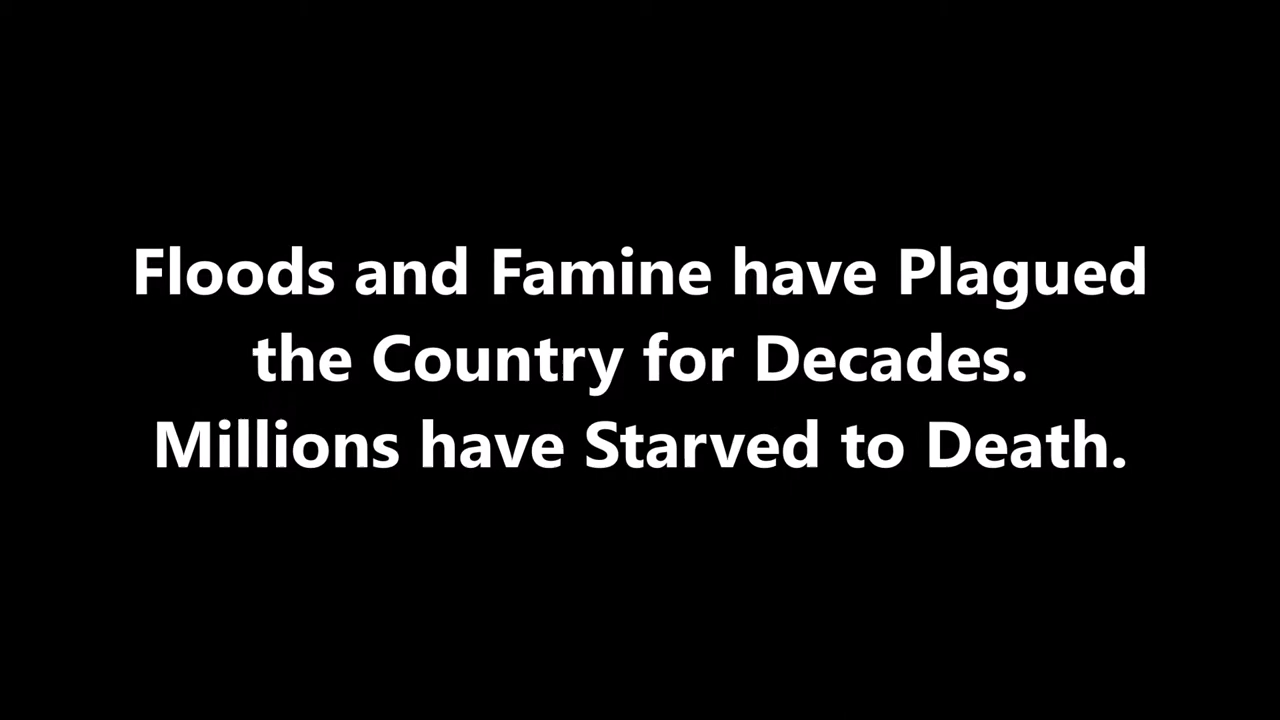 Floods and Famine have Plagued
the Country for Decades.
Millions have Starved to Death.